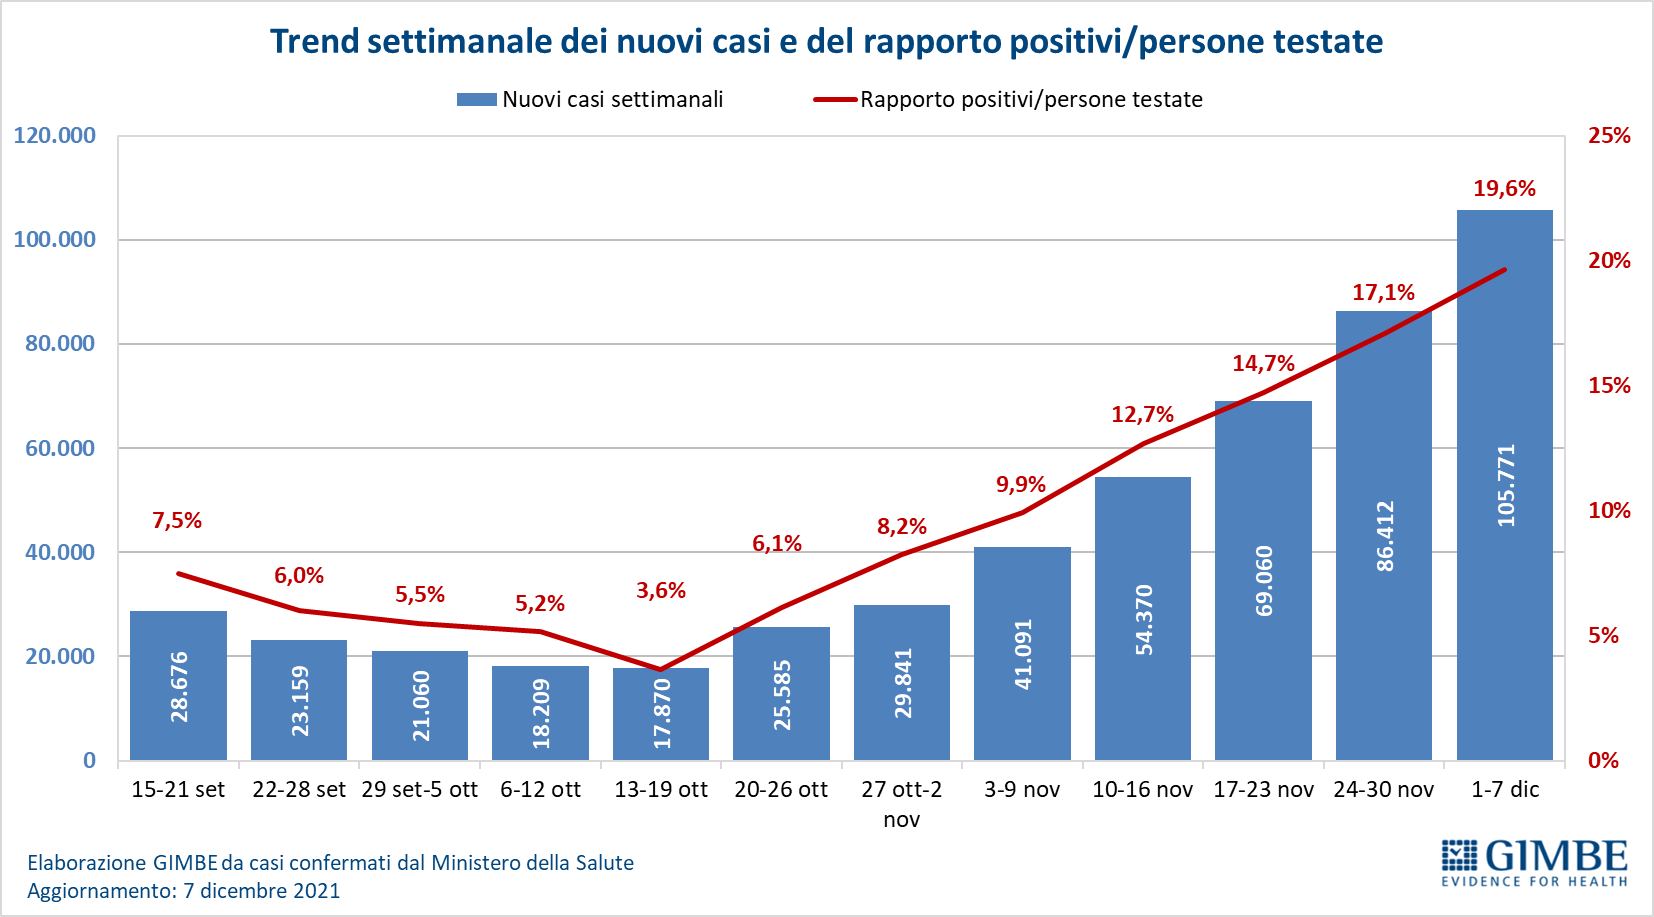 Trend settimanale dei nuovi casi e del rapporto positivi/persone testate
Nuovi casi settimanali
Rapporto positivi/persone testate
120.000
100.000
80.000
60.000
40.000
20.000
0
25%
20%
15%
10%
5%
0%
7,5%
6,0%
5,5%
5,2%
3,6%
6,1%
8,2%
9,9%
12,7%
14,7%
17,1%
19,6%
28.676
23.159
21.060
18.209
17.870
25.585
29.841
41.091
54.370
69.060
86.412
105.771
15-21 set
22-28 set
29 set-5 ott
6-12 ott
13-19 ott
20-26 ott
27 ott-2
nov
3-9 nov
10-16 nov
17-23 nov
24-30 nov
1-7 dic
Elaborazione GIMBE da casi confermati dal Ministero della Salute
Aggiornamento: 7 dicembre 2021
GIMBE
EVIDENCE FOR HEALTH